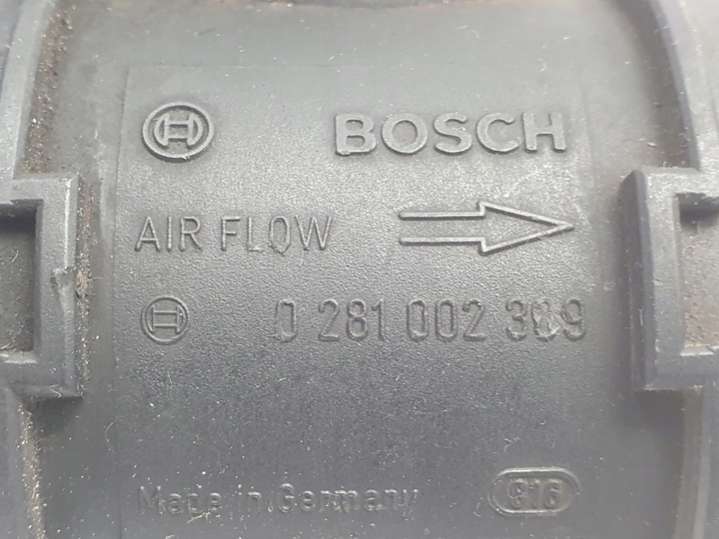 BOSCH
AIR FLOW
0 281 002 309
Made in Germany 916